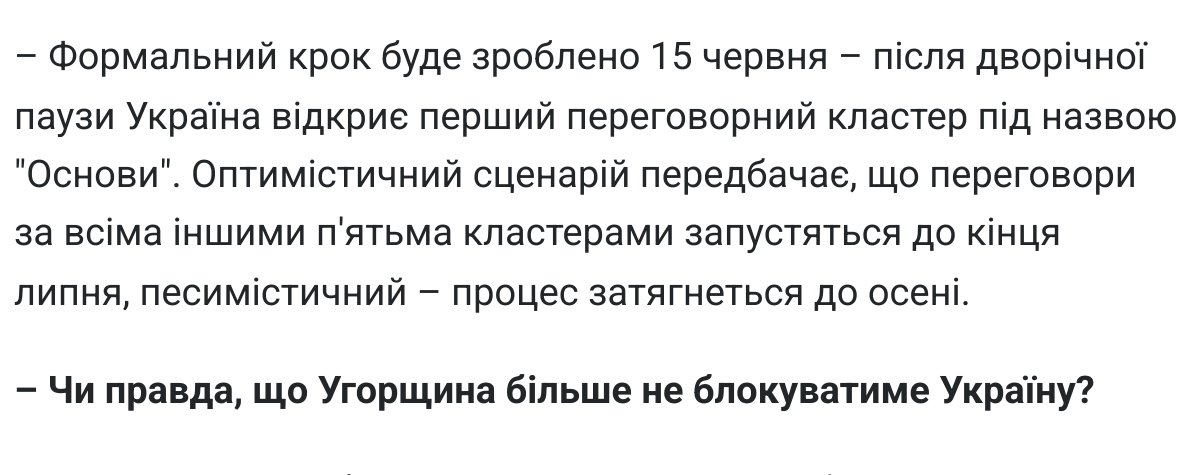 – Формальний крок буде зроблено 15 червня – після дворічної
паузи Україна відкриє перший переговорний кластер під назвою
"Основи". Оптимістичний сценарій передбачає, що переговори
за всіма іншими п'ятьма кластерами запустяться до кінця
липня, песимістичний – процес затягнеться до осені.
– Чи правда, що Угорщина більше не блокуватиме Україну?